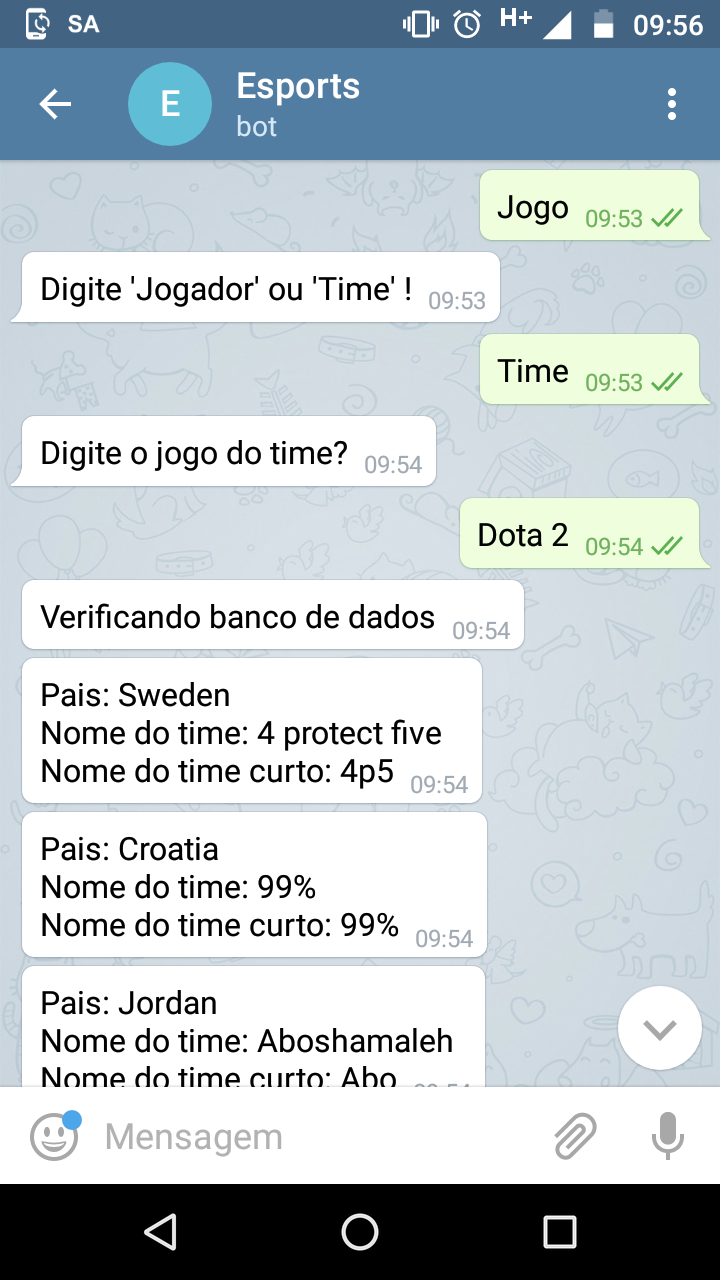 SA
H+
09:56
E
Esports
bot
Jogo 09:53
Digite 'Jogador' ou 'Time' ! 09:53
Time 09:53
Digite o jogo do time? 09:54
Dota 2 09:54
Verificando banco de dados 09:54
Pais: Sweden
Nome do time: 4 protect five
Nome do time curto: 4p5 09:54
Pais: Croatia
Nome do time: 99%
Nome do time curto: 99% 09:54
Pais: Jordan
Nome do time: Aboshamaleh
Nome do time curto: Abo 09:54
Mensagem